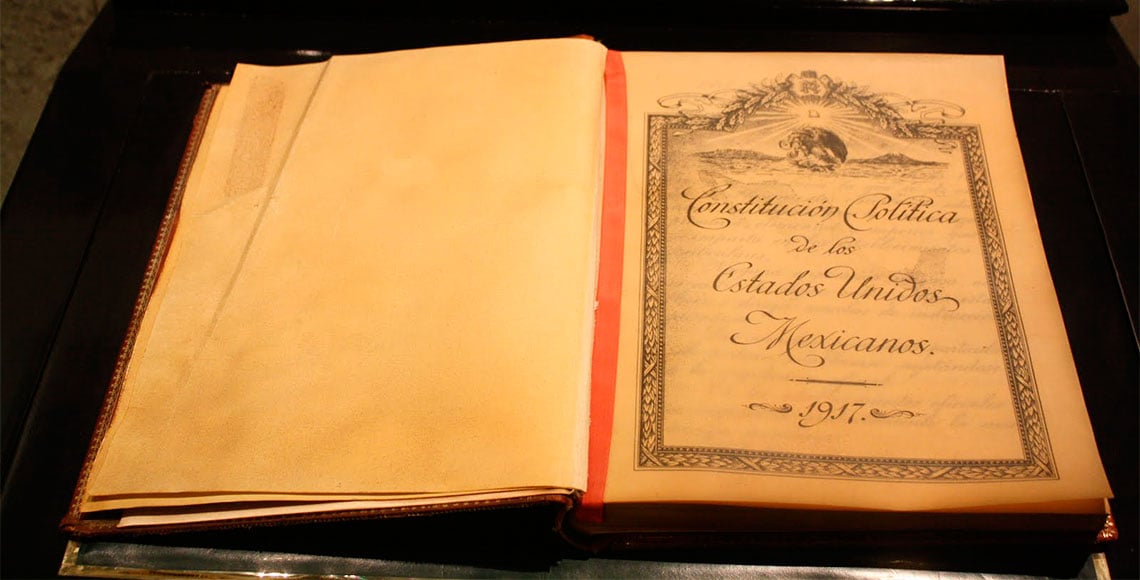 Constitución Política
de los
Estados Unidos
Mexicanos.
1917.